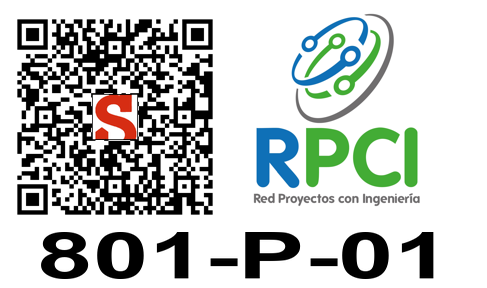 S
RPCI
Red Proyectos con Ingeniería
801-P-01